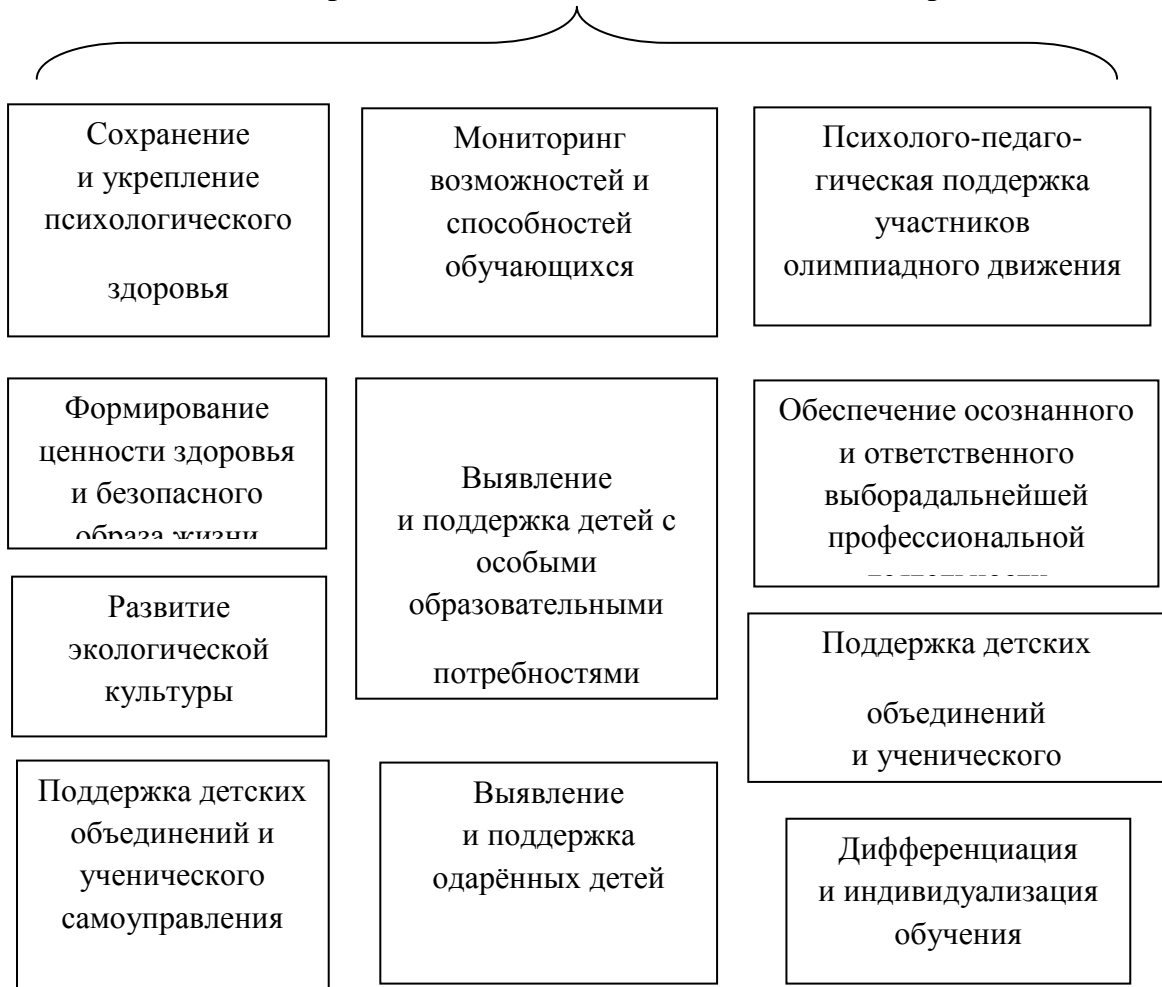 Сохранение
и укрепление
психологического
здоровья
Мониторинг
возможностей и
способностей
обучающихся
Психолого-педаго-
гическая поддержка
участников
олимпиадного движения
Формирование
ценности здоровья
и безопасного
образа жизни
Выявление
и поддержка детей с
особыми
образовательными
потребностями
Обеспечение осознанного
и ответственного
выборадальнейшей
профессиональной
Развитие
экологической
культуры
Поддержка детских
объединений
и ученического
Поддержка детских
объединений и
ученического
самоуправления
Выявление
и поддержка
одарённых детей
Дифференциация
и индивидуализация
обучения